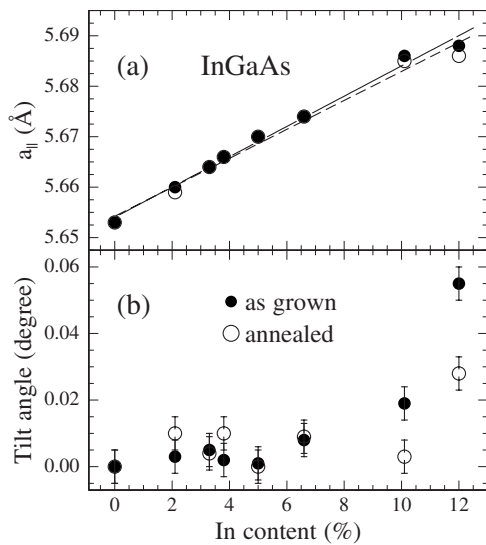 5.69
(a) InGaAs
5.68
a∥ (Å)
5.67
5.66
5.65
0.06
(b) as grown
annealed
0.04
Tilt angle (degree)
0.02
0.00
0 2 4 6 8 10 12
In content (%)